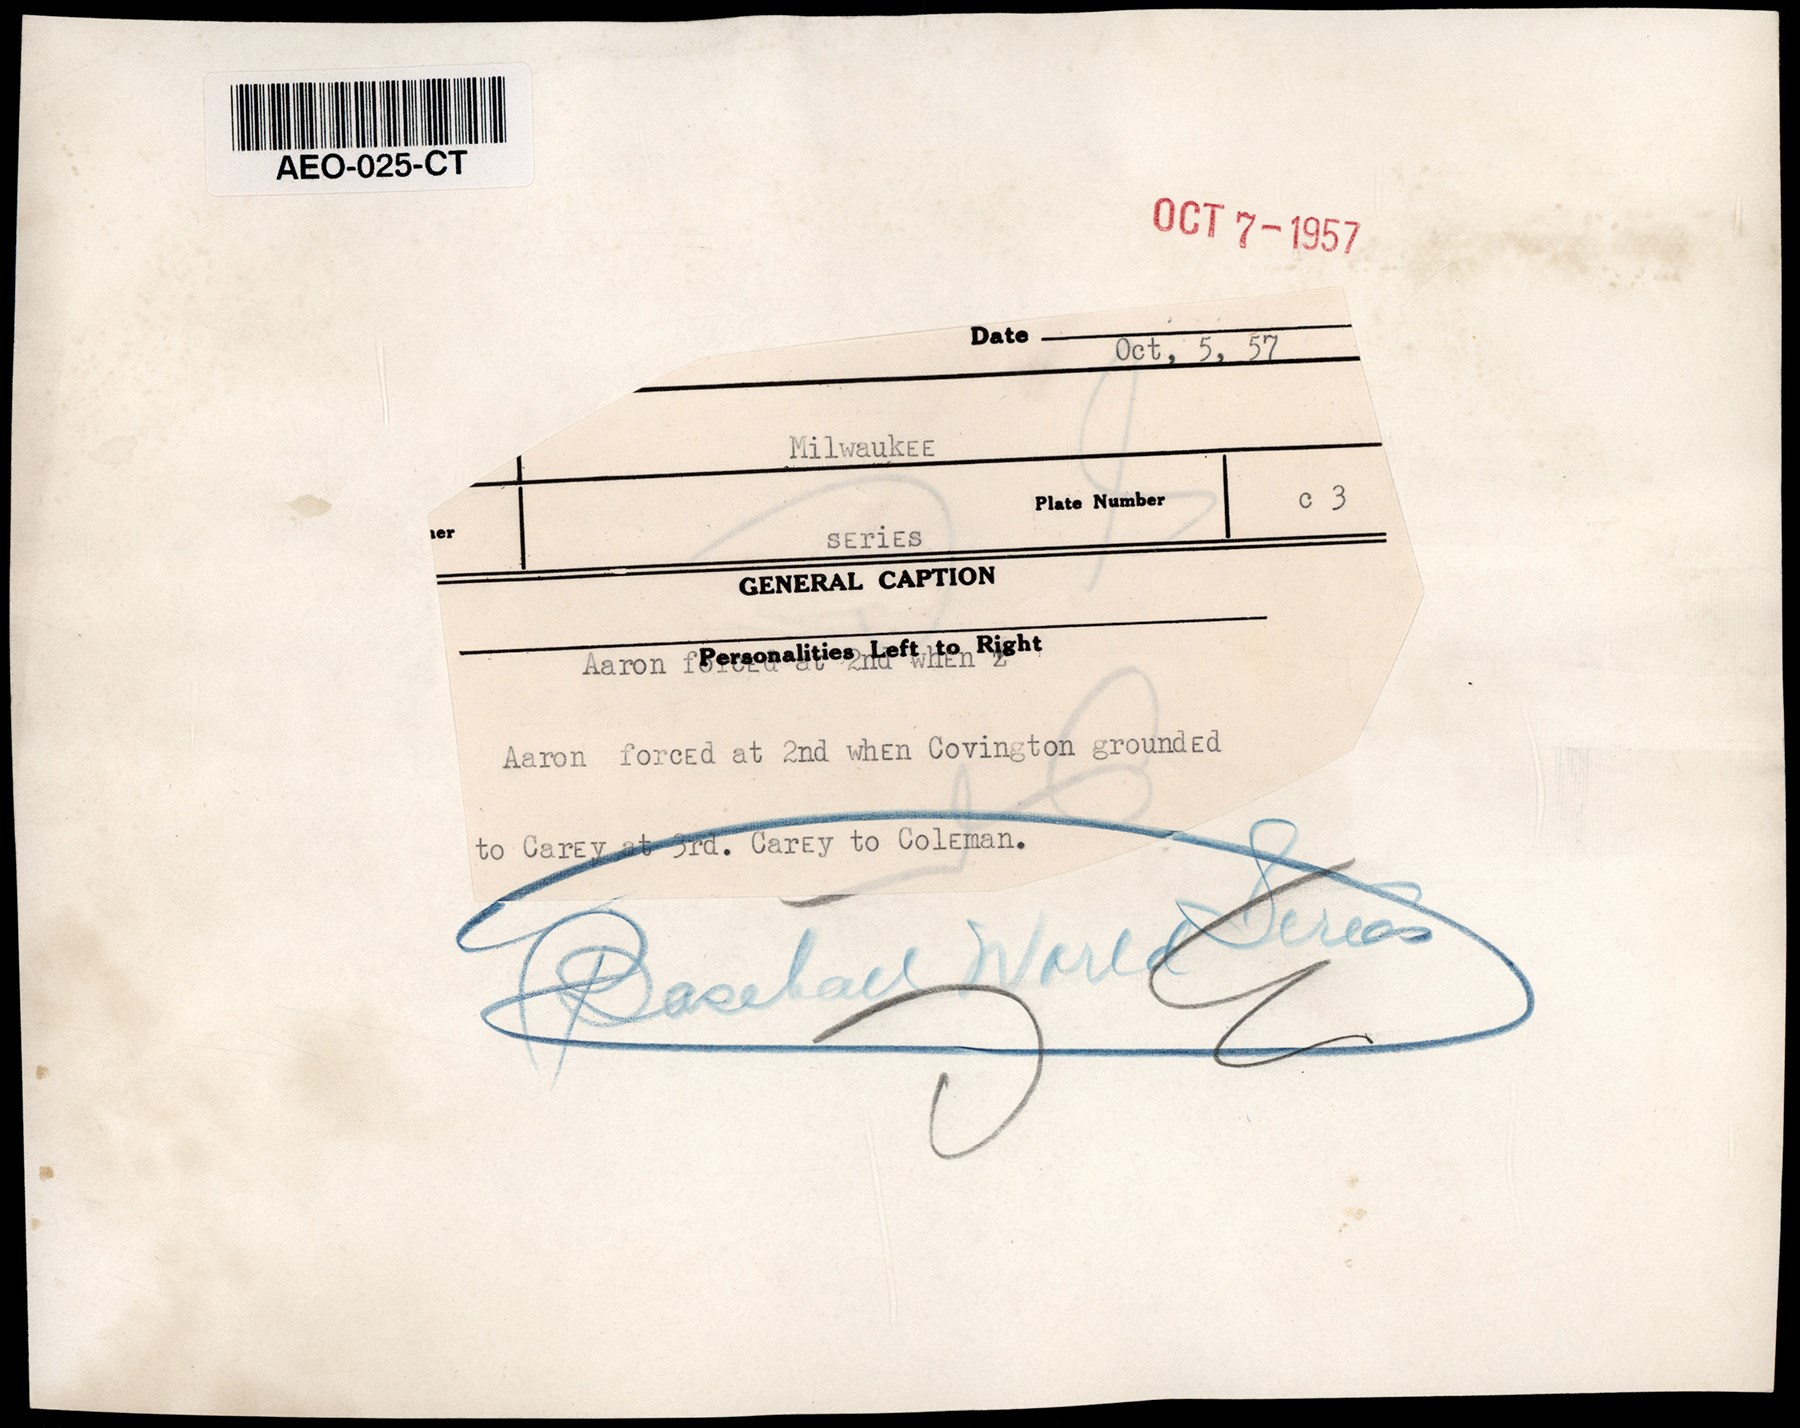 AEO-025-CT
OCT 7-1957
Date Oct, 5, 57
MilwaukEE
Plate Number c 3
ner
sEriEs
GENERAL CAPTION
Personalities Left to Right
Aaron forcEd at 2nd whEn z
Aaron forcEd at 2nd whEn Covington groundEd
to CarEy at 3rd. CarEy to ColEman.
Baseball World Series